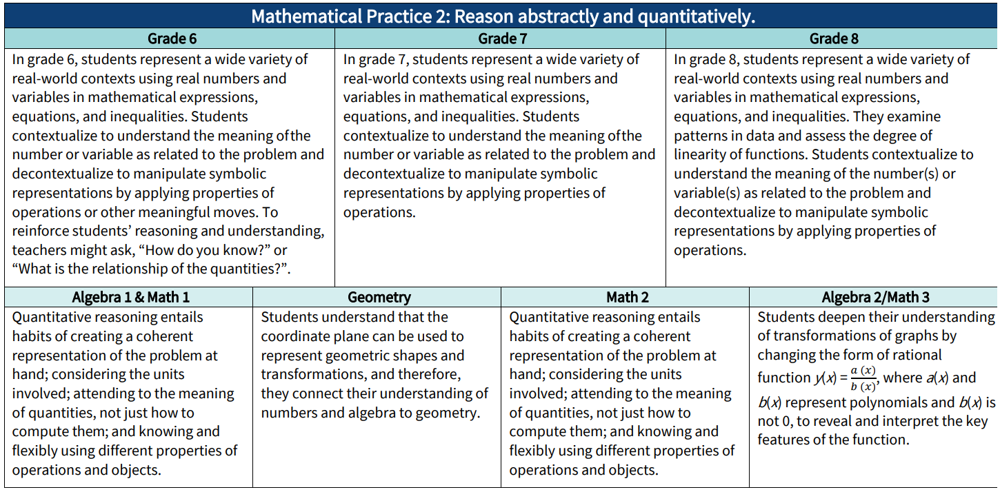 Mathematical Practice 2: Reason abstractly and quantitatively.
Grade 6
In grade 6, students represent a wide variety of
real-world contexts using real numbers and
variables in mathematical expressions,
equations, and inequalities. Students
contextualize to understand the meaning of the
number or variable as related to the problem and
decontextualize to manipulate symbolic
representations by applying properties of
operations or other meaningful moves. To
reinforce students’ reasoning and understanding,
teachers might ask, “How do you know?” or
“What is the relationship of the quantities?”.
Grade 7
In grade 7, students represent a wide variety of
real-world contexts using real numbers and
variables in mathematical expressions,
equations, and inequalities. Students
contextualize to understand the meaning of the
number or variable as related to the problem and
decontextualize to manipulate symbolic
representations by applying properties of
operations.
Grade 8
In grade 8, students represent a wide variety of
real-world contexts using real numbers and
variables in mathematical expressions,
equations, and inequalities. They examine
patterns in data and assess the degree of
linearity of functions. Students contextualize to
understand the meaning of the number(s) or
variable(s) as related to the problem and
decontextualize to manipulate symbolic
representations by applying properties of
operations.
Algebra 1 & Math 1
Quantitative reasoning entails
habits of creating a coherent
representation of the problem at
hand; considering the units
involved; attending to the meaning
of quantities, not just how to
compute them; and knowing and
flexibly using different properties of
operations and objects.
Geometry
Students understand that the
coordinate plane can be used to
represent geometric shapes and
transformations, and therefore,
they connect their understanding of
numbers and algebra to geometry.
Math 2
Quantitative reasoning entails
habits of creating a coherent
representation of the problem at
hand; considering the units
involved; attending to the meaning
of quantities, not just how to
compute them; and knowing and
flexibly using different properties of
operations and objects.
Algebra 2/Math 3
Students deepen their understanding
of transformations of graphs by
changing the form of rational
function y(x) = a (x) / b (x), where a(x) and
b(x) represent polynomials and b(x) is
not 0, to reveal and interpret the key
features of the function.